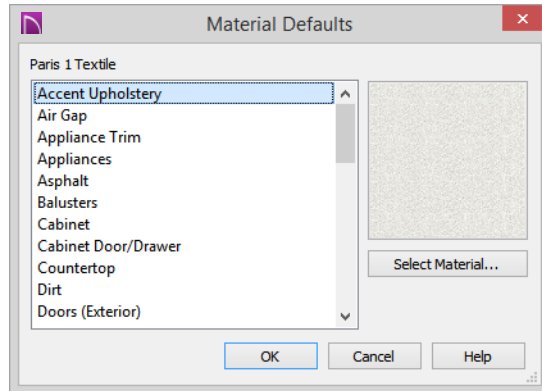 Material Defaults
Paris 1 Textile
Accent Upholstery
Air Gap
Appliance Trim
Appliances
Asphalt
Balusters
Cabinet
Cabinet Door/Drawer
Countertop
Dirt
Doors (Exterior)
Select Material...
OK
Cancel
Help